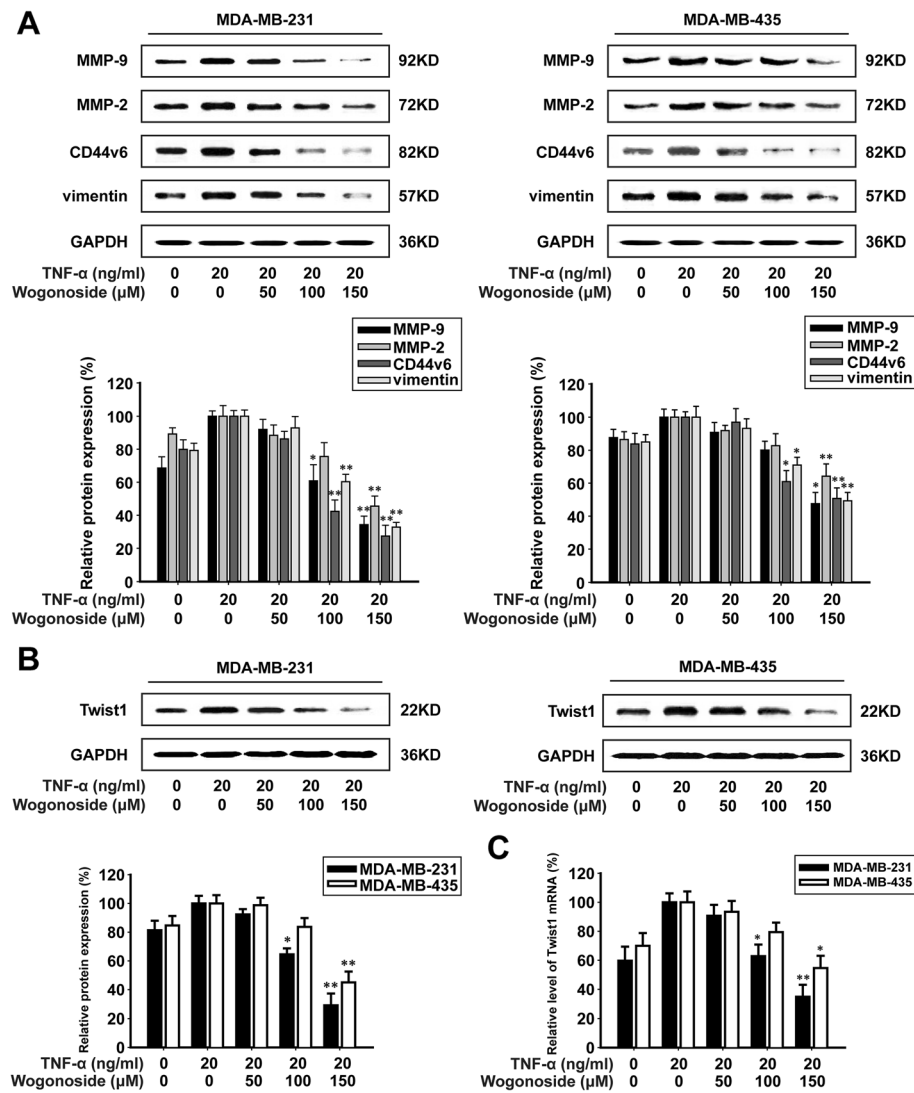 A
MDA-MB-231
MMP-9 92KD
MMP-2 72KD
CD44v6 82KD
vimentin 57KD
GAPDH 36KD
TNF-α (ng/ml) 0 20 20 20 20
Wogonoside (μM) 0 0 50 100 150
MDA-MB-435
MMP-9 92KD
MMP-2 72KD
CD44v6 82KD
vimentin 57KD
GAPDH 36KD
TNF-α (ng/ml) 0 20 20 20 20
Wogonoside (μM) 0 0 50 100 150
MMP-9
MMP-2
CD44v6
vimentin
Relative protein expression (%)
120
100
80
60
40
20
0
* ** **
** ** ** **
TNF-α (ng/ml) 0 20 20 20 20
Wogonoside (μM) 0 0 50 100 150
MMP-9
MMP-2
CD44v6
vimentin
Relative protein expression (%)
120
100
80
60
40
20
0
* *
* ** ** **
TNF-α (ng/ml) 0 20 20 20 20
Wogonoside (μM) 0 0 50 100 150
B
MDA-MB-231
Twist1 22KD
GAPDH 36KD
TNF-α (ng/ml) 0 20 20 20 20
Wogonoside (μM) 0 0 50 100 150
MDA-MB-435
Twist1 22KD
GAPDH 36KD
TNF-α (ng/ml) 0 20 20 20 20
Wogonoside (μM) 0 0 50 100 150
MDA-MB-231
MDA-MB-435
Relative protein expression (%)
120
100
80
60
40
20
0
*
** **
TNF-α (ng/ml) 0 20 20 20 20
Wogonoside (μM) 0 0 50 100 150
C
MDA-MB-231
MDA-MB-435
Relative level of Twist1 mRNA (%)
120
100
80
60
40
20
0
*
** *
TNF-α (ng/ml) 0 20 20 20 20
Wogonoside (μM) 0 0 50 100 150